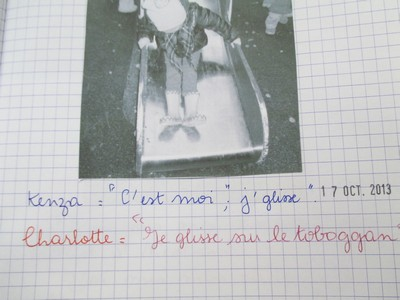 Kenza = "C'est moi"; j'glisse". 17 OCT. 2013
Charlotte = "Je glisse sur le toboggan"